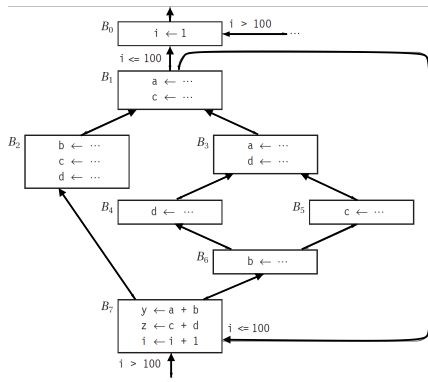 B0
i ← 1
i > 100
...
i <= 100
B1
a ← ...
c ← ...
B2
b ← ...
c ← ...
d ← ...
B3
a ← ...
d ← ...
B4
d ← ...
B5
c ← ...
B6
b ← ...
B7
y ← a + b
z ← c + d
i ← i + 1
i <= 100
i > 100